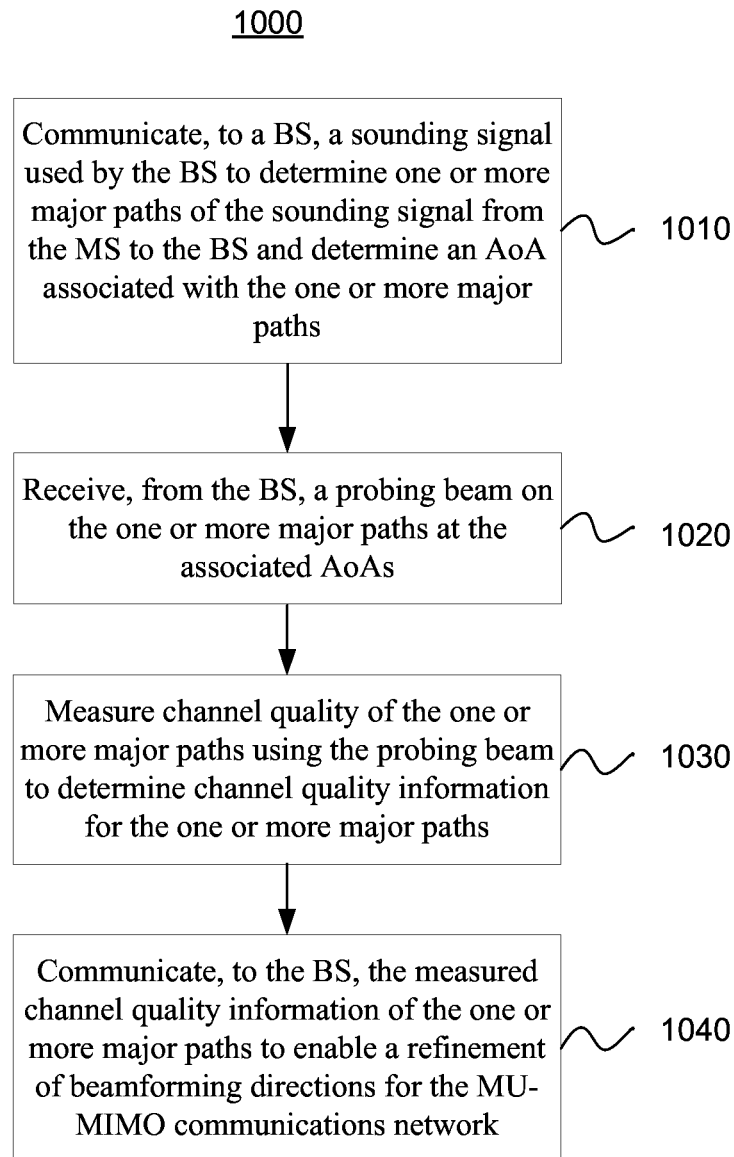 1000
Communicate, to a BS, a sounding signal
used by the BS to determine one or more
major paths of the sounding signal from
the MS to the BS and determine an AoA
associated with the one or more major
paths
1010
Receive, from the BS, a probing beam on
the one or more major paths at the
associated AoAs
1020
Measure channel quality of the one or
more major paths using the probing beam
to determine channel quality information
for the one or more major paths
1030
Communicate, to the BS, the measured
channel quality information of the one or
more major paths to enable a refinement
of beamforming directions for the MU-
MIMO communications network
1040